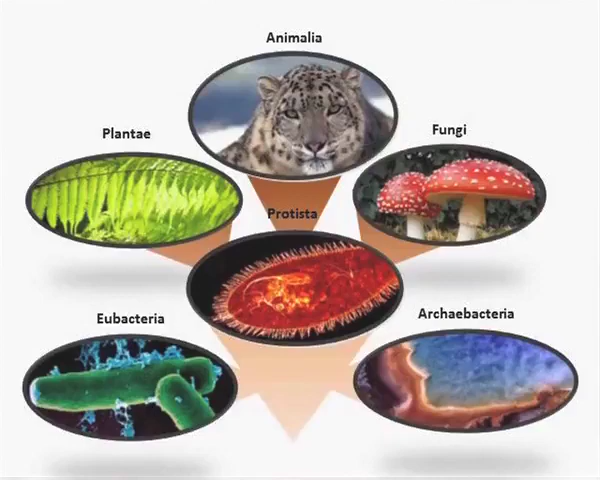 Animalia
Plantae
Fungi
Protista
Eubacteria
Archaebacteria